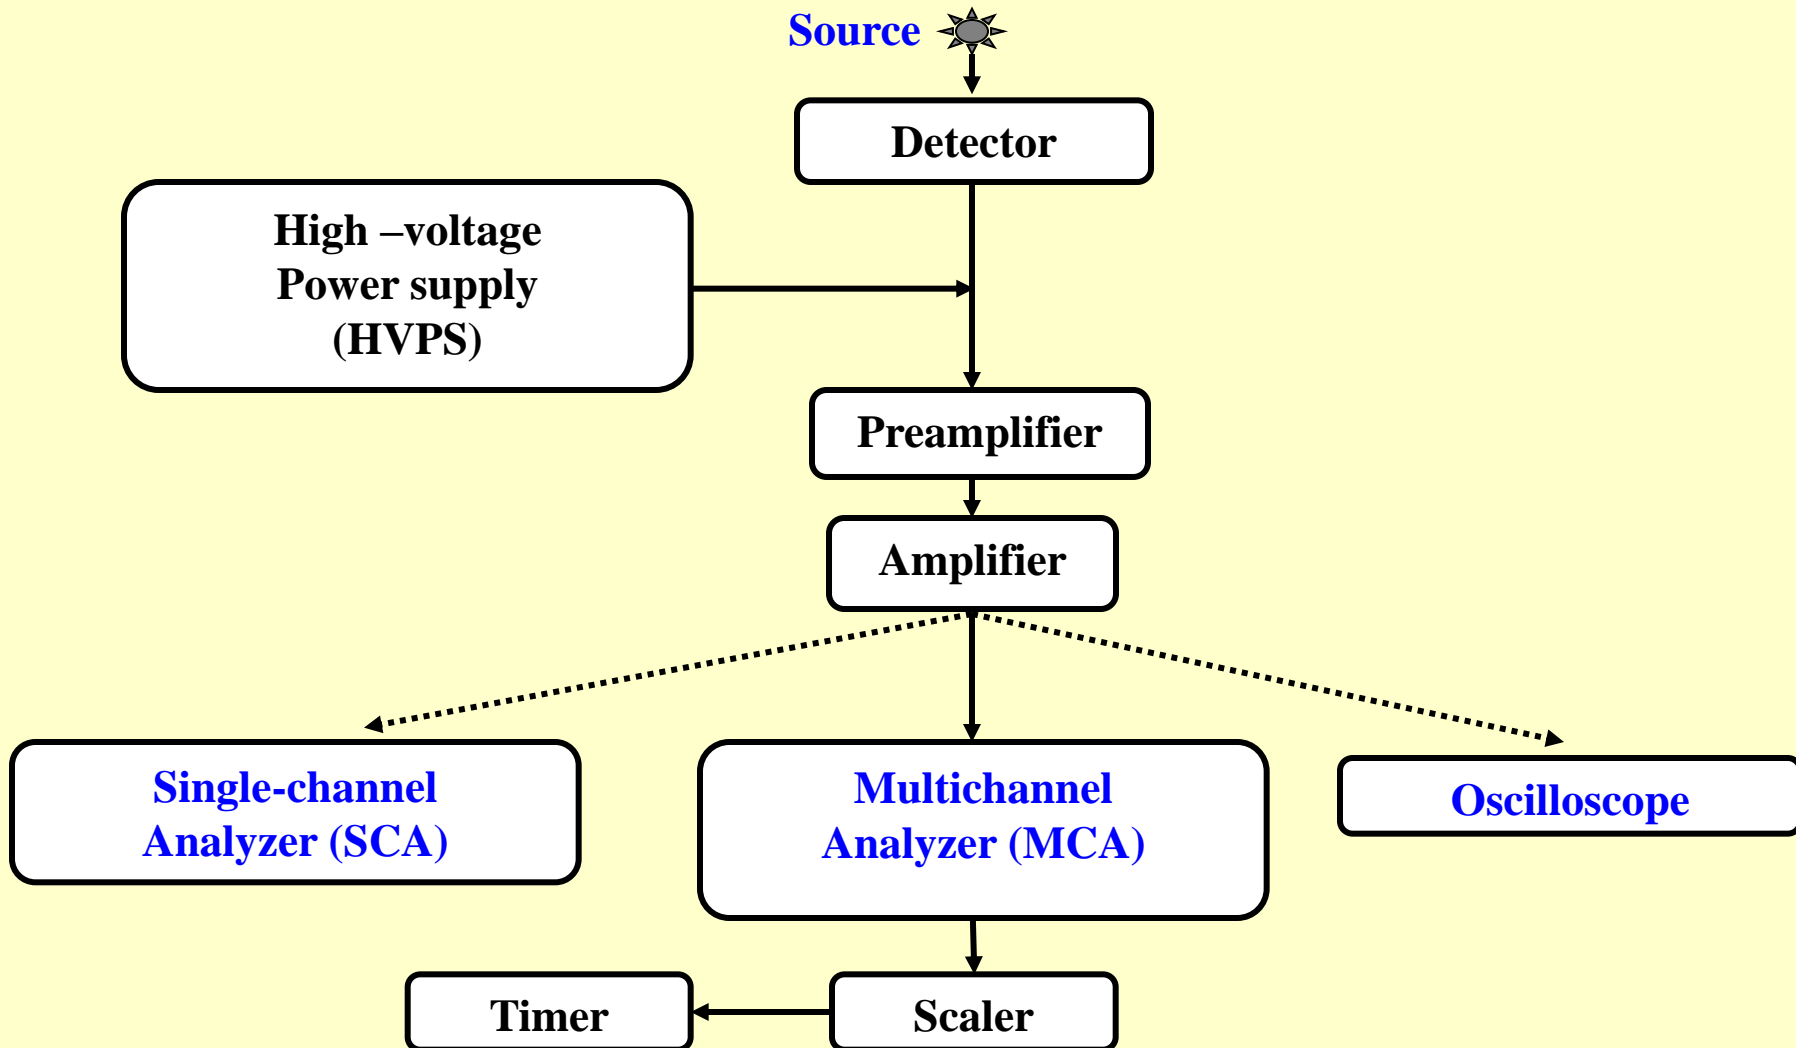 Source
Detector
High –voltage
Power supply
(HVPS)
Preamplifier
Amplifier
Single-channel
Analyzer (SCA)
Multichannel
Analyzer (MCA)
Oscilloscope
Timer
Scaler